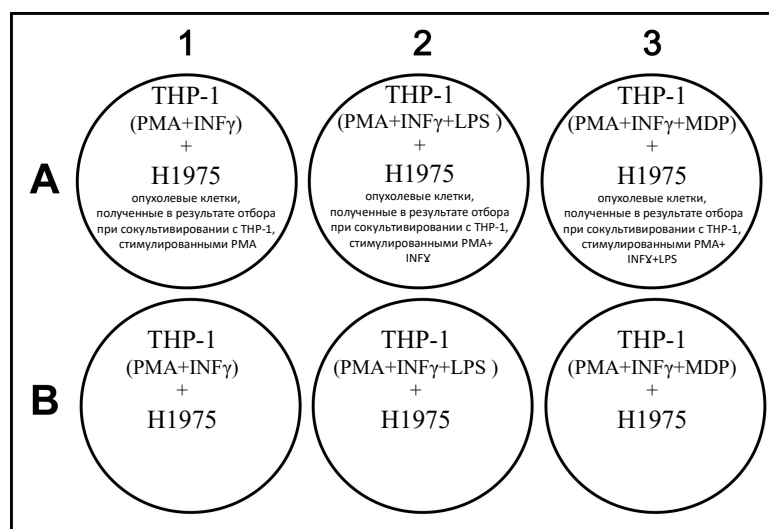 1 2 3
A
THP-1
(PMA+INFγ)
+
H1975
опухолевые клетки,
полученные в результате отбора
при сокультивировании с THP-1,
стимулированными PMA
THP-1
(PMA+INFγ+LPS )
+
H1975
опухолевые клетки,
полученные в результате отбора
при сокультивировании с THP-1,
стимулированными PMA+
INFɣ
THP-1
(PMA+INFγ+MDP)
+
H1975
опухолевые клетки,
полученные в результате отбора
при сокультивировании с THP-1,
стимулированными PMA+
INFɣ+LPS
B
THP-1
(PMA+INFγ)
+
H1975
THP-1
(PMA+INFγ+LPS )
+
H1975
THP-1
(PMA+INFγ+MDP)
+
H1975